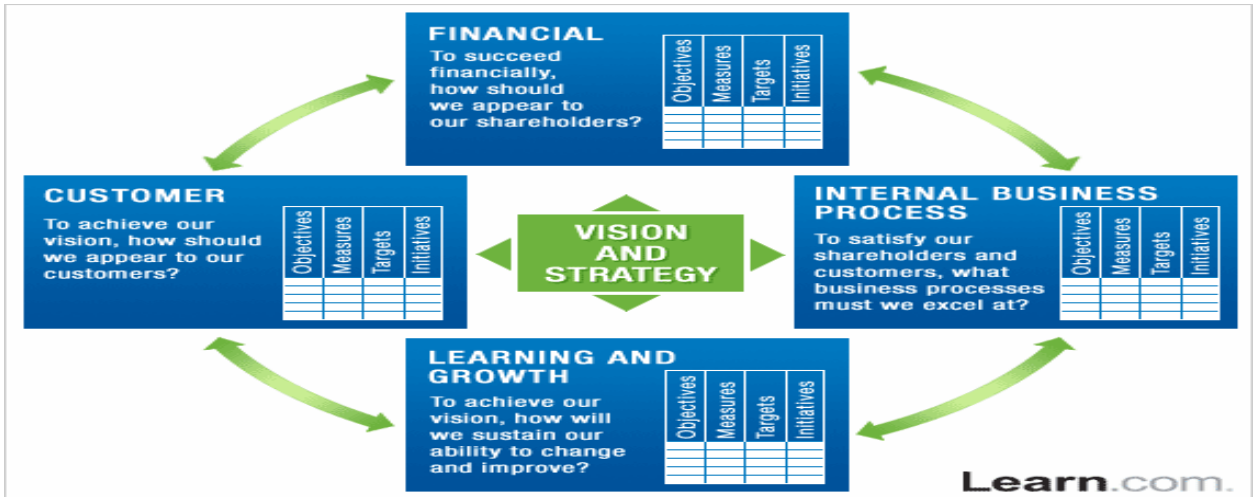 FINANCIAL
To succeed
financially,
how should
we appear to
our shareholders?
Objectives
Measures
Targets
Initiatives
CUSTOMER
To achieve our
vision, how should
we appear to our
customers?
Objectives
Measures
Targets
Initiatives
VISION
AND
STRATEGY
INTERNAL BUSINESS
PROCESS
To satisfy our
shareholders and
customers, what
business processes
must we excel at?
Objectives
Measures
Targets
Initiatives
LEARNING AND
GROWTH
To achieve our
vision, how will
we sustain our
ability to change
and improve?
Objectives
Measures
Targets
Initiatives
Learn.com.